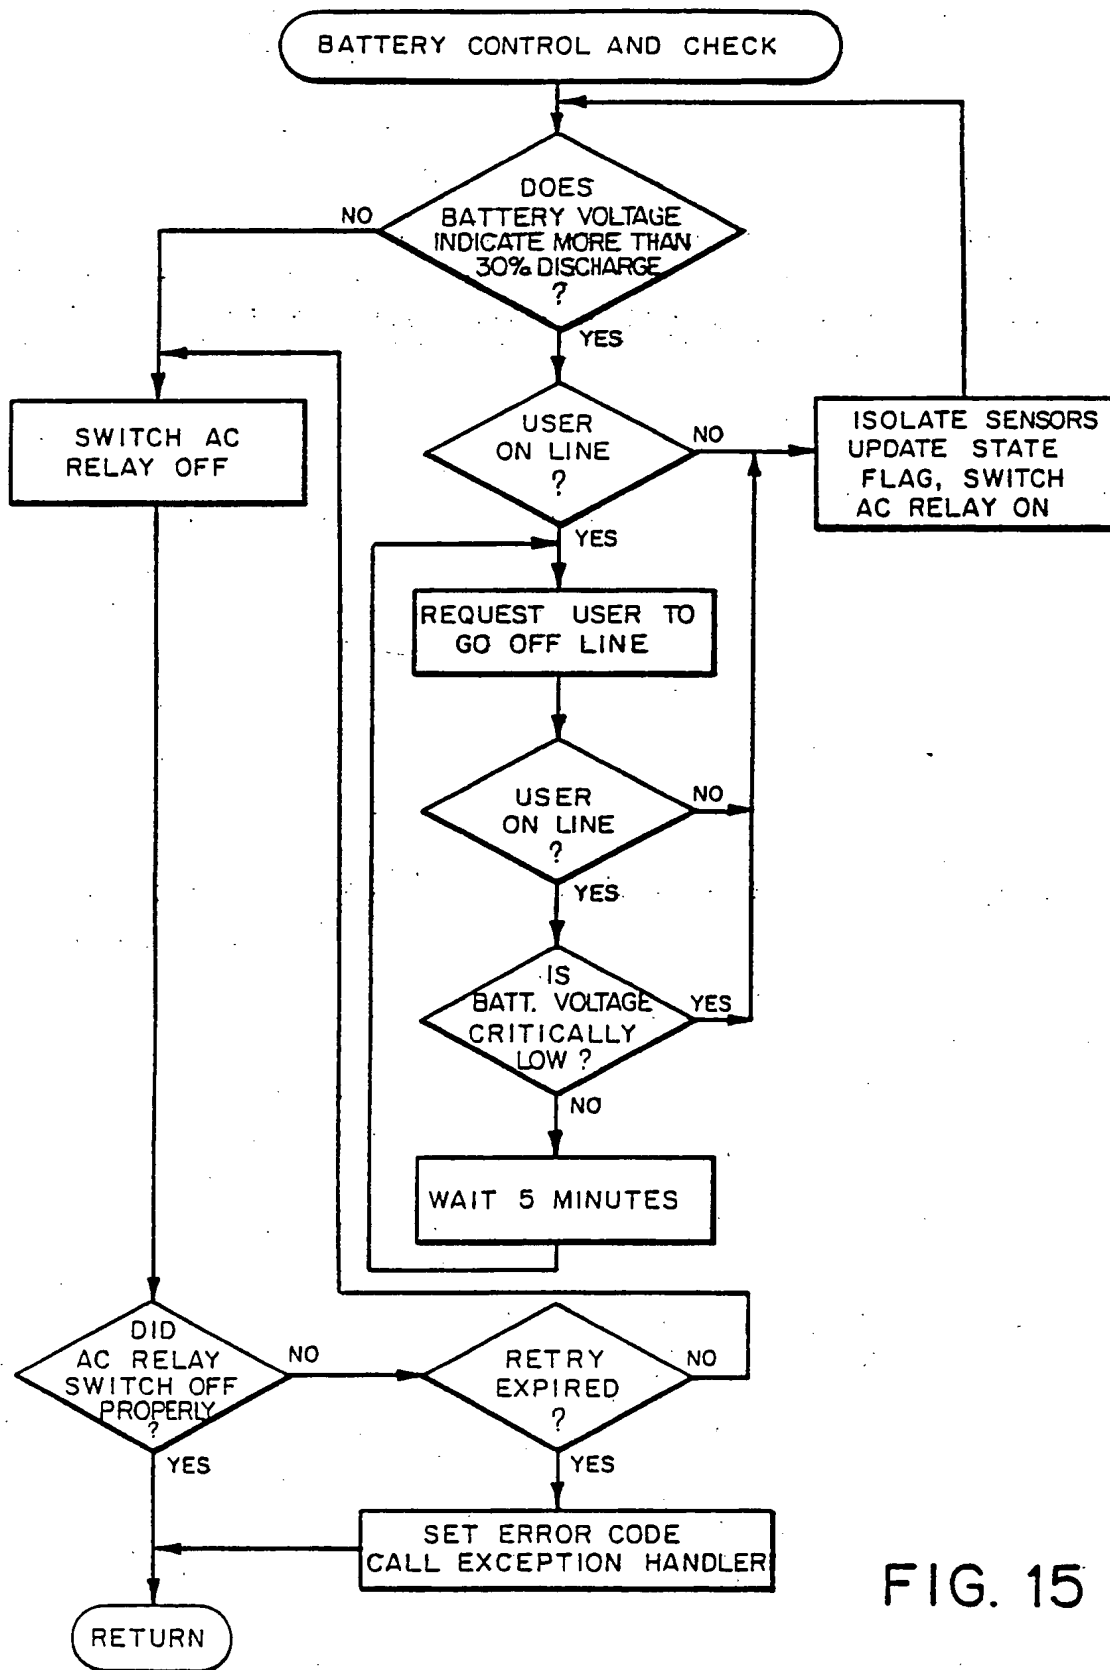 BATTERY CONTROL AND CHECK
DOES
BATTERY VOLTAGE
INDICATE MORE THAN
30% DISCHARGE
?
NO
YES
SWITCH AC
RELAY OFF
USER
ON LINE
?
NO
YES
ISOLATE SENSORS
UPDATE STATE
FLAG, SWITCH
AC RELAY ON
REQUEST USER TO
GO OFF LINE
USER
ON LINE
?
NO
YES
IS
BATT. VOLTAGE
CRITICALLY
LOW ?
YES
NO
WAIT 5 MINUTES
DID
AC RELAY
SWITCH OFF
PROPERLY
?
NO
YES
RETRY
EXPIRED
?
NO
YES
SET ERROR CODE
CALL EXCEPTION HANDLER
RETURN
FIG. 15